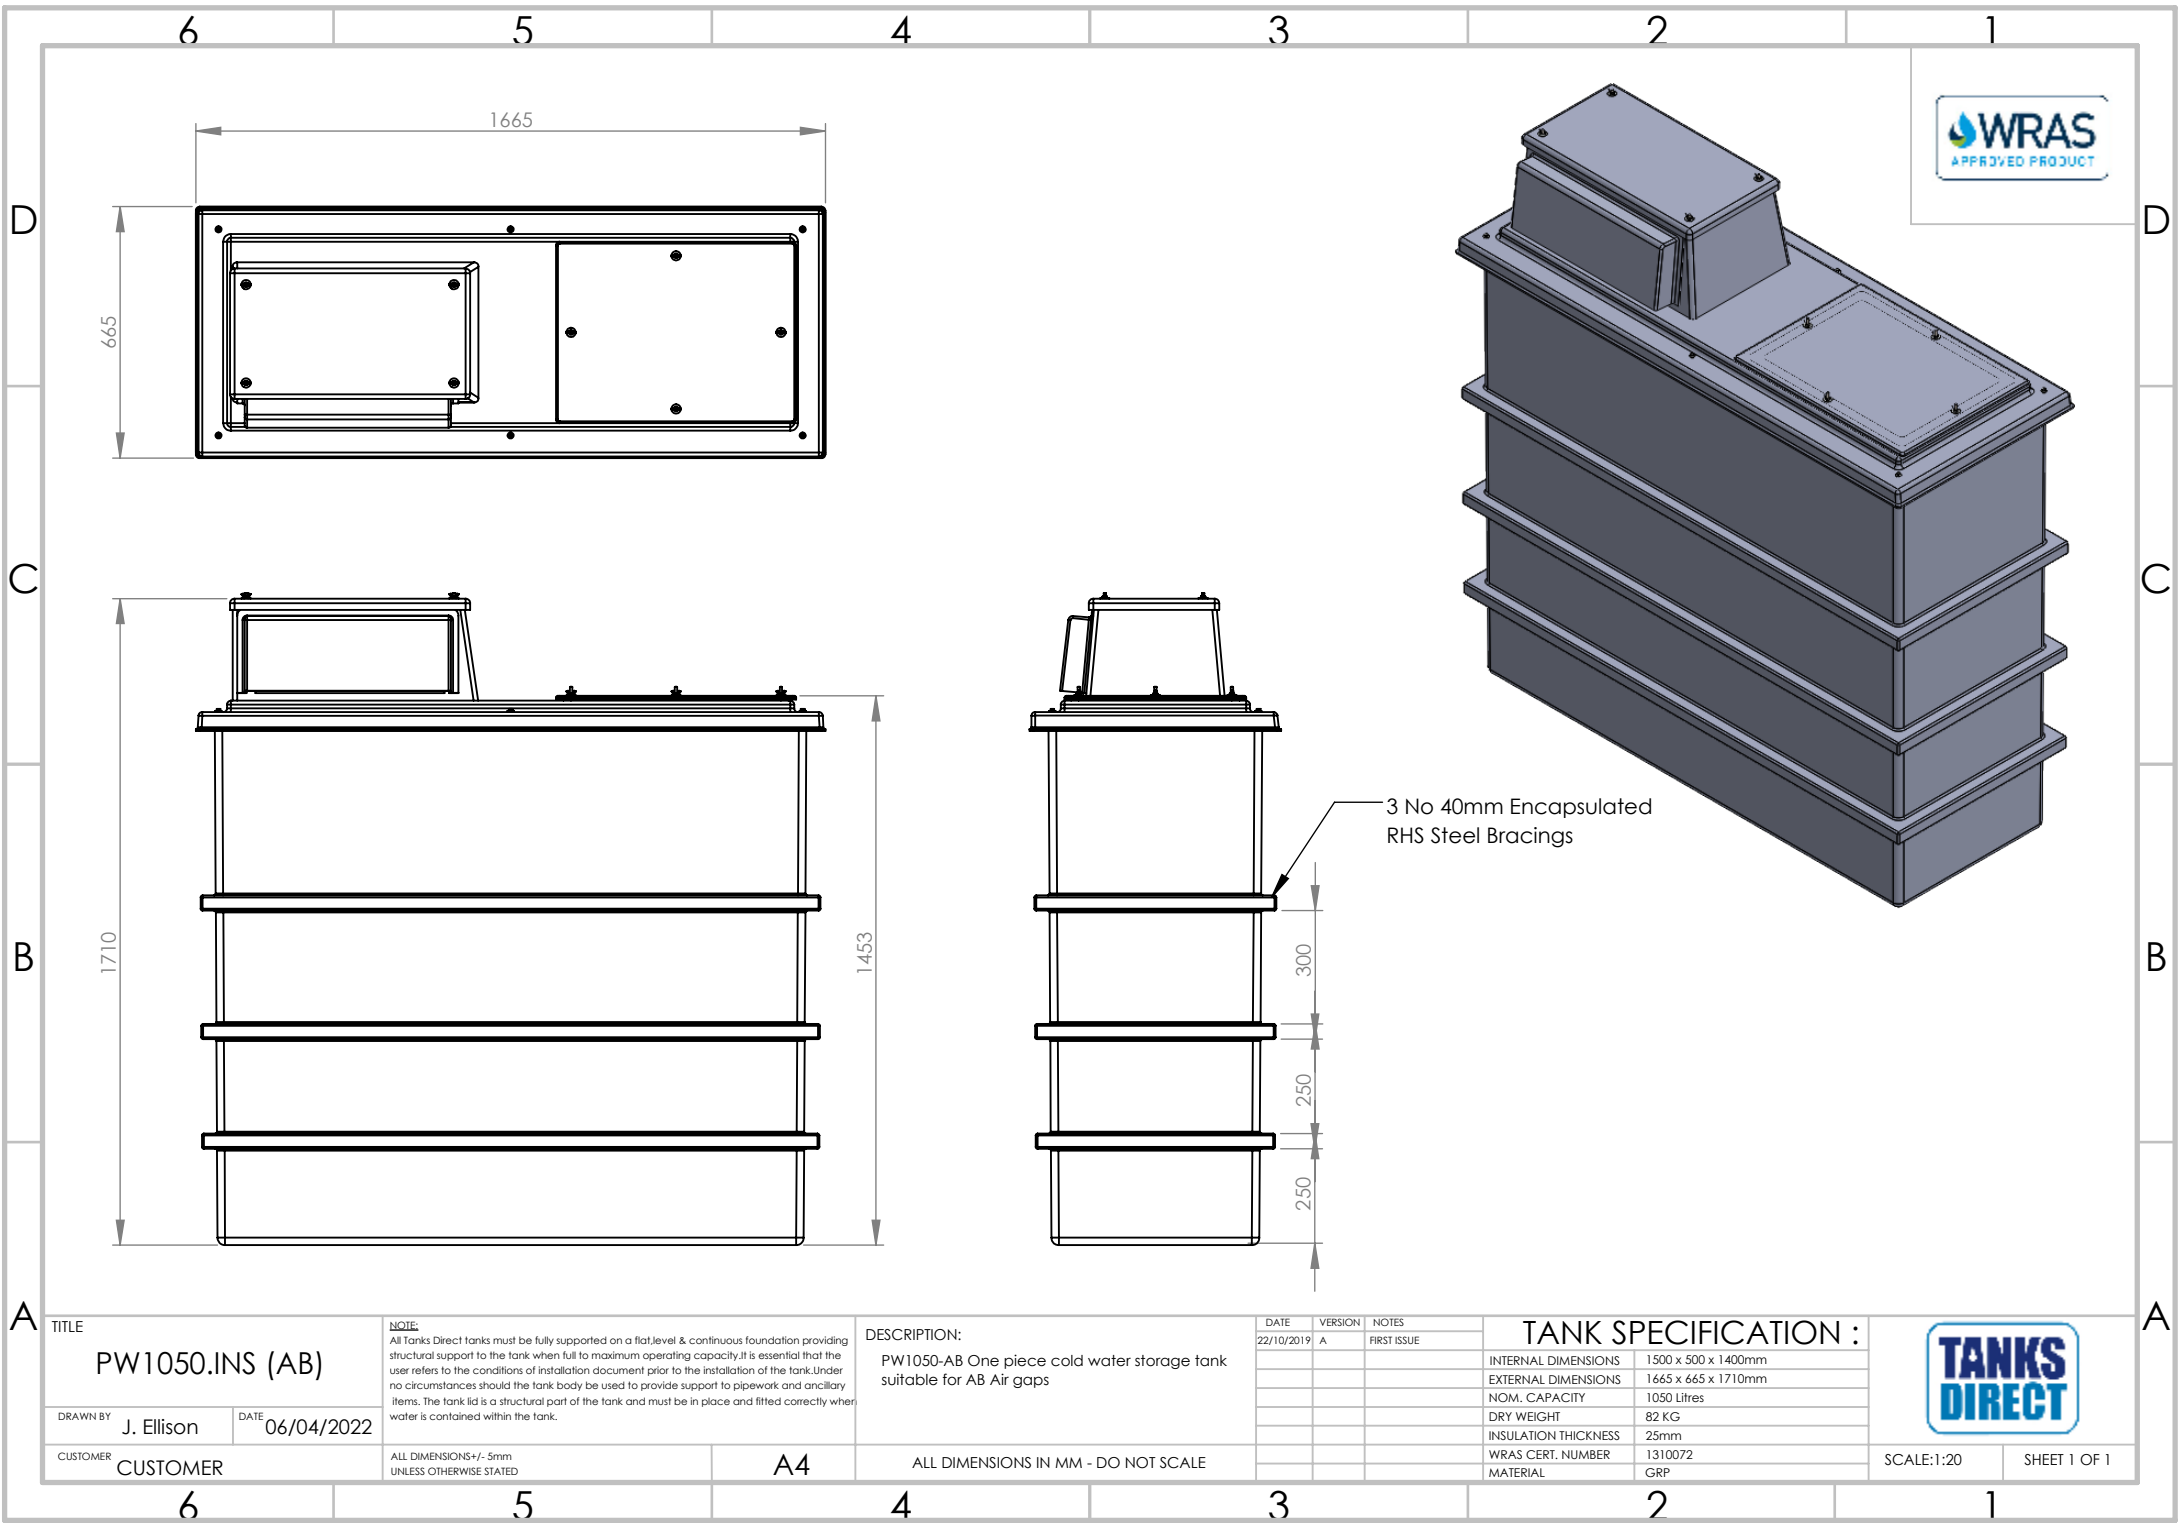 6 5 4 3 2 1
WRAS
APPROVED PRODUCT
1665
D
D
665
C
C
3 No 40mm Encapsulated
RHS Steel Bracings
1710
1453
300
B
B
250
250
A
A
TITLE
PW1050.INS (AB)
DRAWN BY J. Ellison
DATE 06/04/2022
CUSTOMER CUSTOMER
NOTE:
All Tanks Direct tanks must be fully supported on a flat,level & continuous foundation providing
structural support to the tank when full to maximum operating capacity.It is essential that the
user refers to the conditions of installation document prior to the installation of the tank.Under
no circumstances should the tank body be used to provide support to pipework and ancillary
items. The tank lid is a structural part of the tank and must be in place and fitted correctly when
water is contained within the tank.
ALL DIMENSIONS+/- 5mm
UNLESS OTHERWISE STATED
A4
DESCRIPTION:
PW1050-AB One piece cold water storage tank
suitable for AB Air gaps
ALL DIMENSIONS IN MM - DO NOT SCALE
DATE VERSION NOTES
22/10/2019 A FIRST ISSUE
TANK SPECIFICATION :
INTERNAL DIMENSIONS 1500 x 500 x 1400mm
EXTERNAL DIMENSIONS 1665 x 665 x 1710mm
NOM. CAPACITY 1050 Litres
DRY WEIGHT 82 KG
INSULATION THICKNESS 25mm
WRAS CERT. NUMBER 1310072
MATERIAL GRP
TANKS
DIRECT
SCALE:1:20
SHEET 1 OF 1
6 5 4 3 2 1